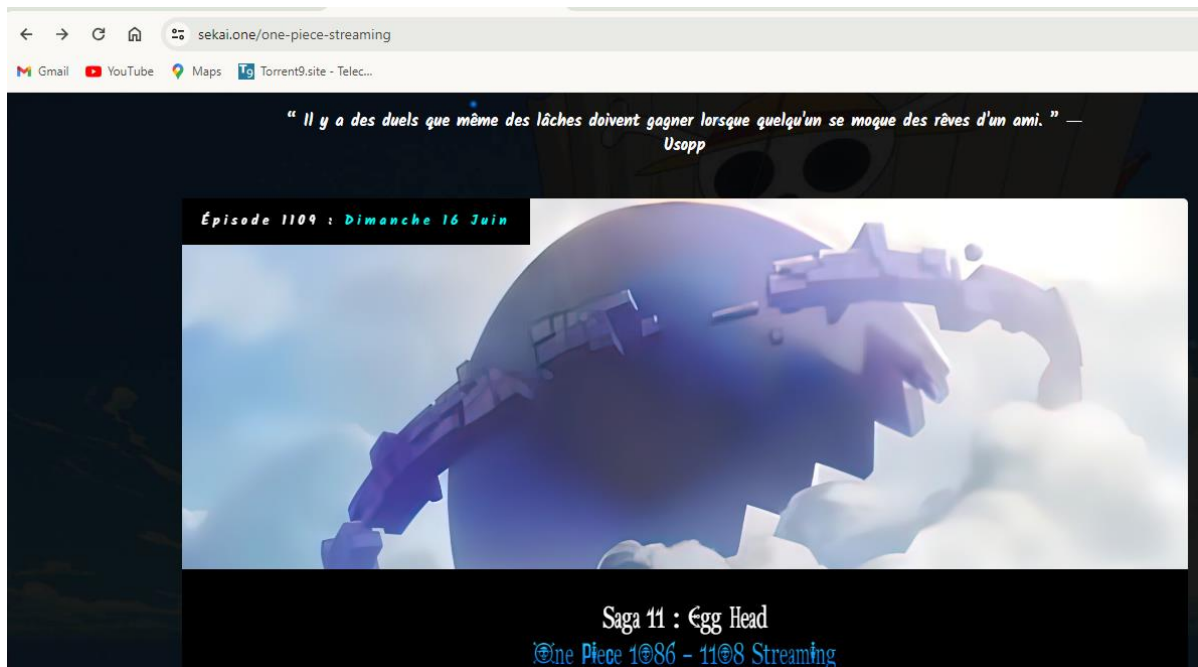 sekai.one/one-piece-streaming
Gmail YouTube Maps Tg Torrent9.site - Telec...
“ Il y a des duels que même des lâches doivent gagner lorsque quelqu'un se moque des rêves d'un ami. ” —
Usopp
Épisode 1109 : Dimanche 16 Juin
Saga 11 : Egg Head
One Piece 1086 - 1108 Streaming